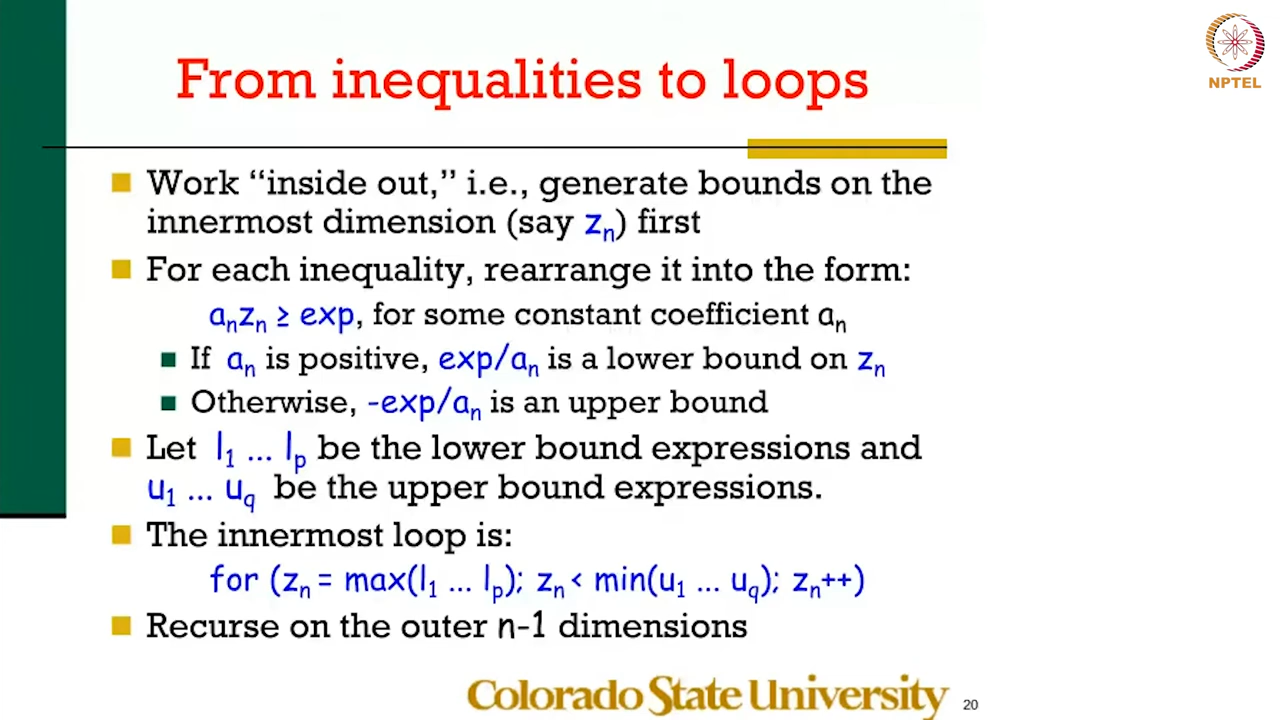 NPTEL
From inequalities to loops
Work “inside out,” i.e., generate bounds on the
innermost dimension (say zₙ) first
For each inequality, rearrange it into the form:
aₙzₙ ≥ exp, for some constant coefficient aₙ
If aₙ is positive, exp/aₙ is a lower bound on zₙ
Otherwise, -exp/aₙ is an upper bound
Let l₁ ... lₚ be the lower bound expressions and
u₁ ... u_q be the upper bound expressions.
The innermost loop is:
for (zₙ = max(l₁ ... lₚ); zₙ < min(u₁ ... u_q); zₙ++)
Recurse on the outer n-1 dimensions
Colorado State University
20